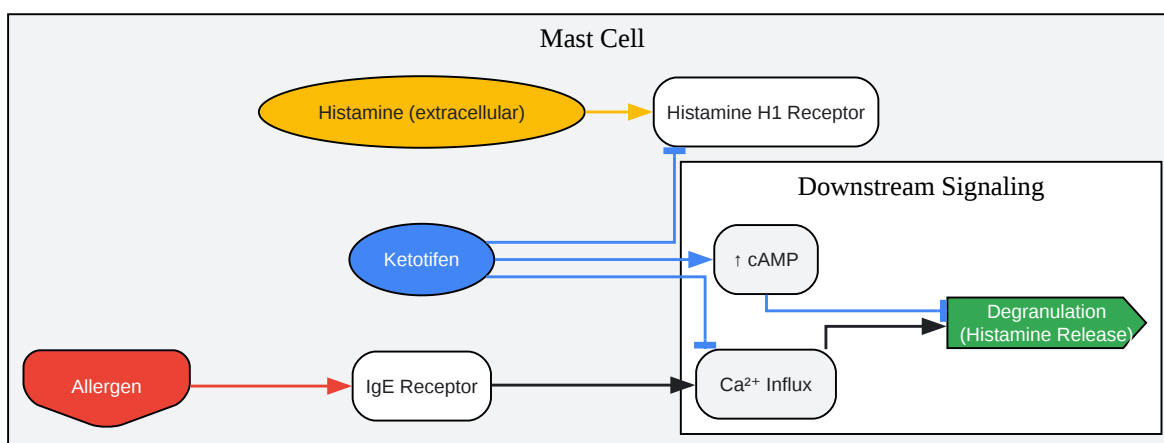 Mast Cell
Histamine (extracellular)
Histamine H1 Receptor
Downstream Signaling
Ketotifen
↑ cAMP
Degranulation
(Histamine Release)
Allergen
IgE Receptor
Ca²⁺ Influx